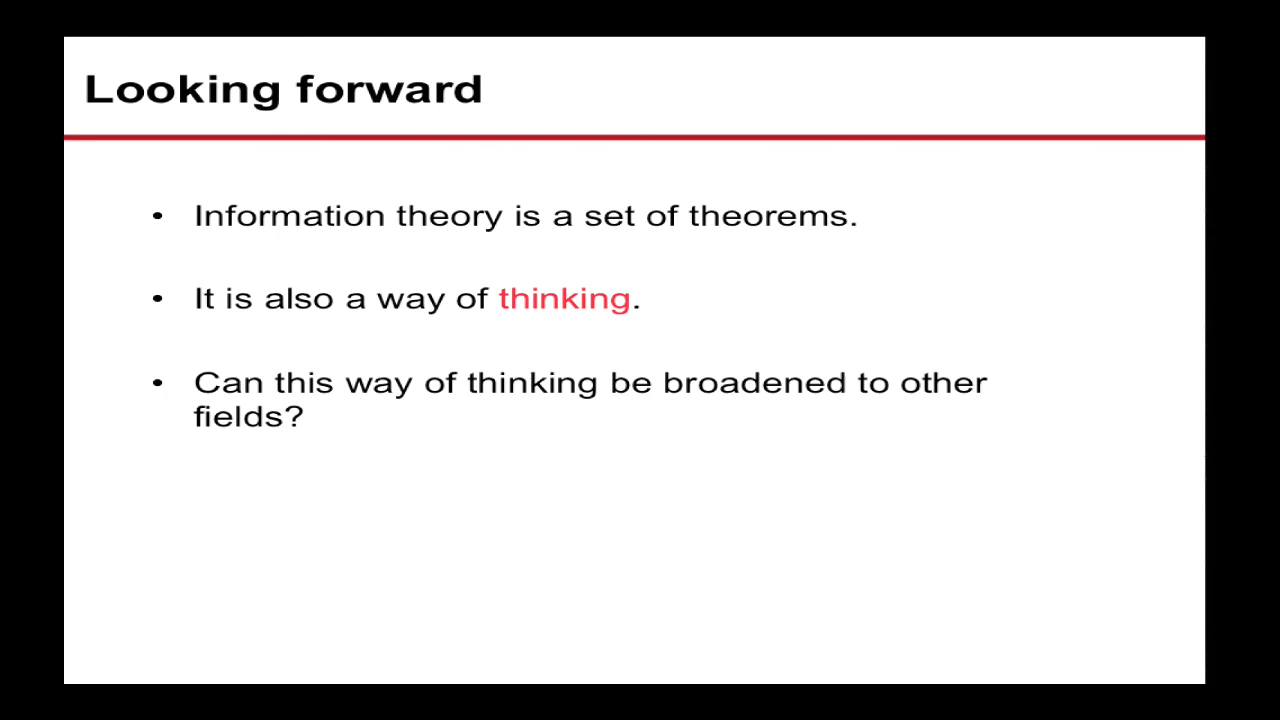 Looking forward
• Information theory is a set of theorems.
• It is also a way of thinking.
• Can this way of thinking be broadened to other
fields?